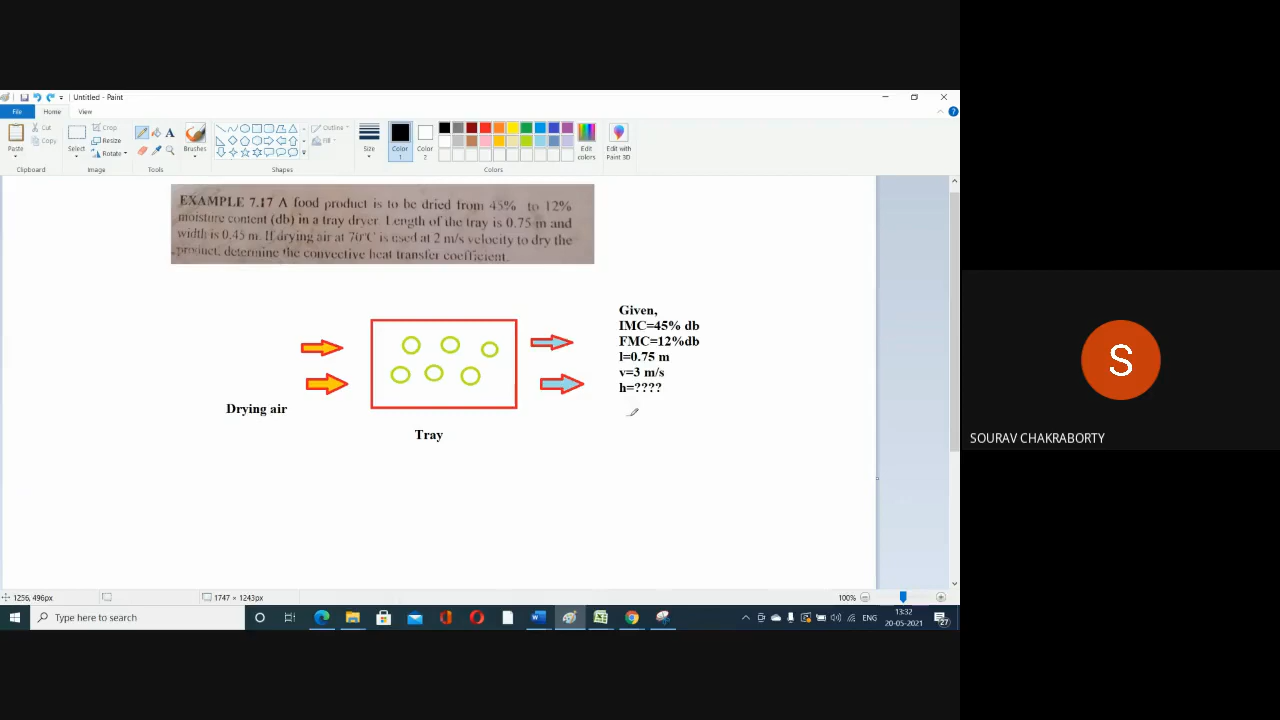 Untitled - Paint
File
Home
View
Cut
Copy
Paste
Clipboard
Select
Crop
Resize
Rotate
Image
Tools
Brushes
Outline
Fill
Shapes
Size
Color 1
Color 2
Edit colors
Edit with Paint 3D
Colors
EXAMPLE 7.17 A food product is to be dried from 45% to 12%
moisture content (db) in a tray dryer. Length of the tray is 0.75 m and
width is 0.45 m. If drying air at 70°C is used at 2 m/s velocity to dry the
product, determine the convective heat transfer coefficient.
Given,
IMC=45% db
FMC=12%db
l=0.75 m
v=3 m/s
h=????
Drying air
Tray
S
SOURAV CHAKRABORTY
1256, 496px
1747 × 1243px
100%
Type here to search
ENG
13:32
20-05-2021
27